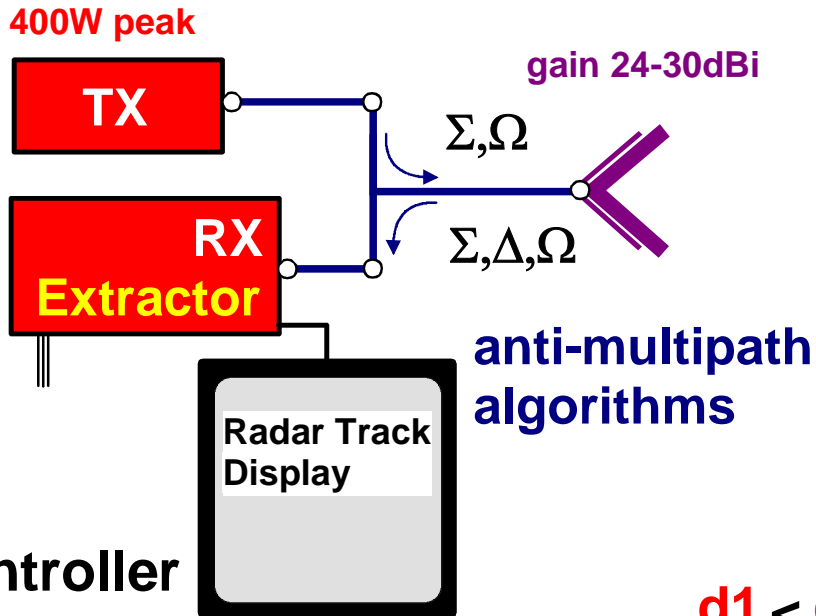 400W peak
gain 24-30dBi
TX
Σ,Ω
RX
Σ,Δ,Ω
Extractor
anti-multipath
algorithms
Radar Track
Display
ntroller
d1 <